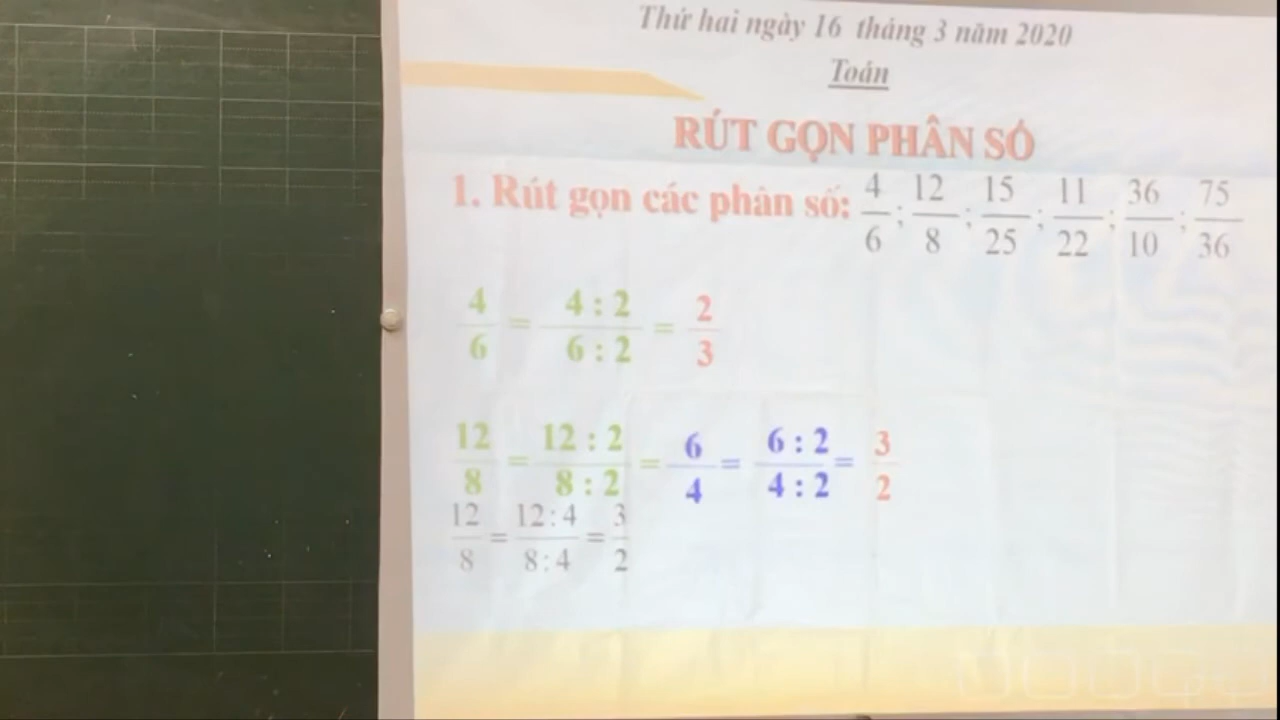 Thứ hai ngày 16 tháng 3 năm 2020
Toán
RÚT GỌN PHÂN SỐ
1. Rút gọn các phân số: 4/6 ; 12/8 ; 15/25 ; 11/22 ; 36/10 ; 75/36
4/6 = 4 : 2/6 : 2 = 2/3
12/8 = 12 : 2/8 : 2 = 6/4 = 6 : 2/4 : 2 = 3/2
12/8 = 12 : 4/8 : 4 = 3/2